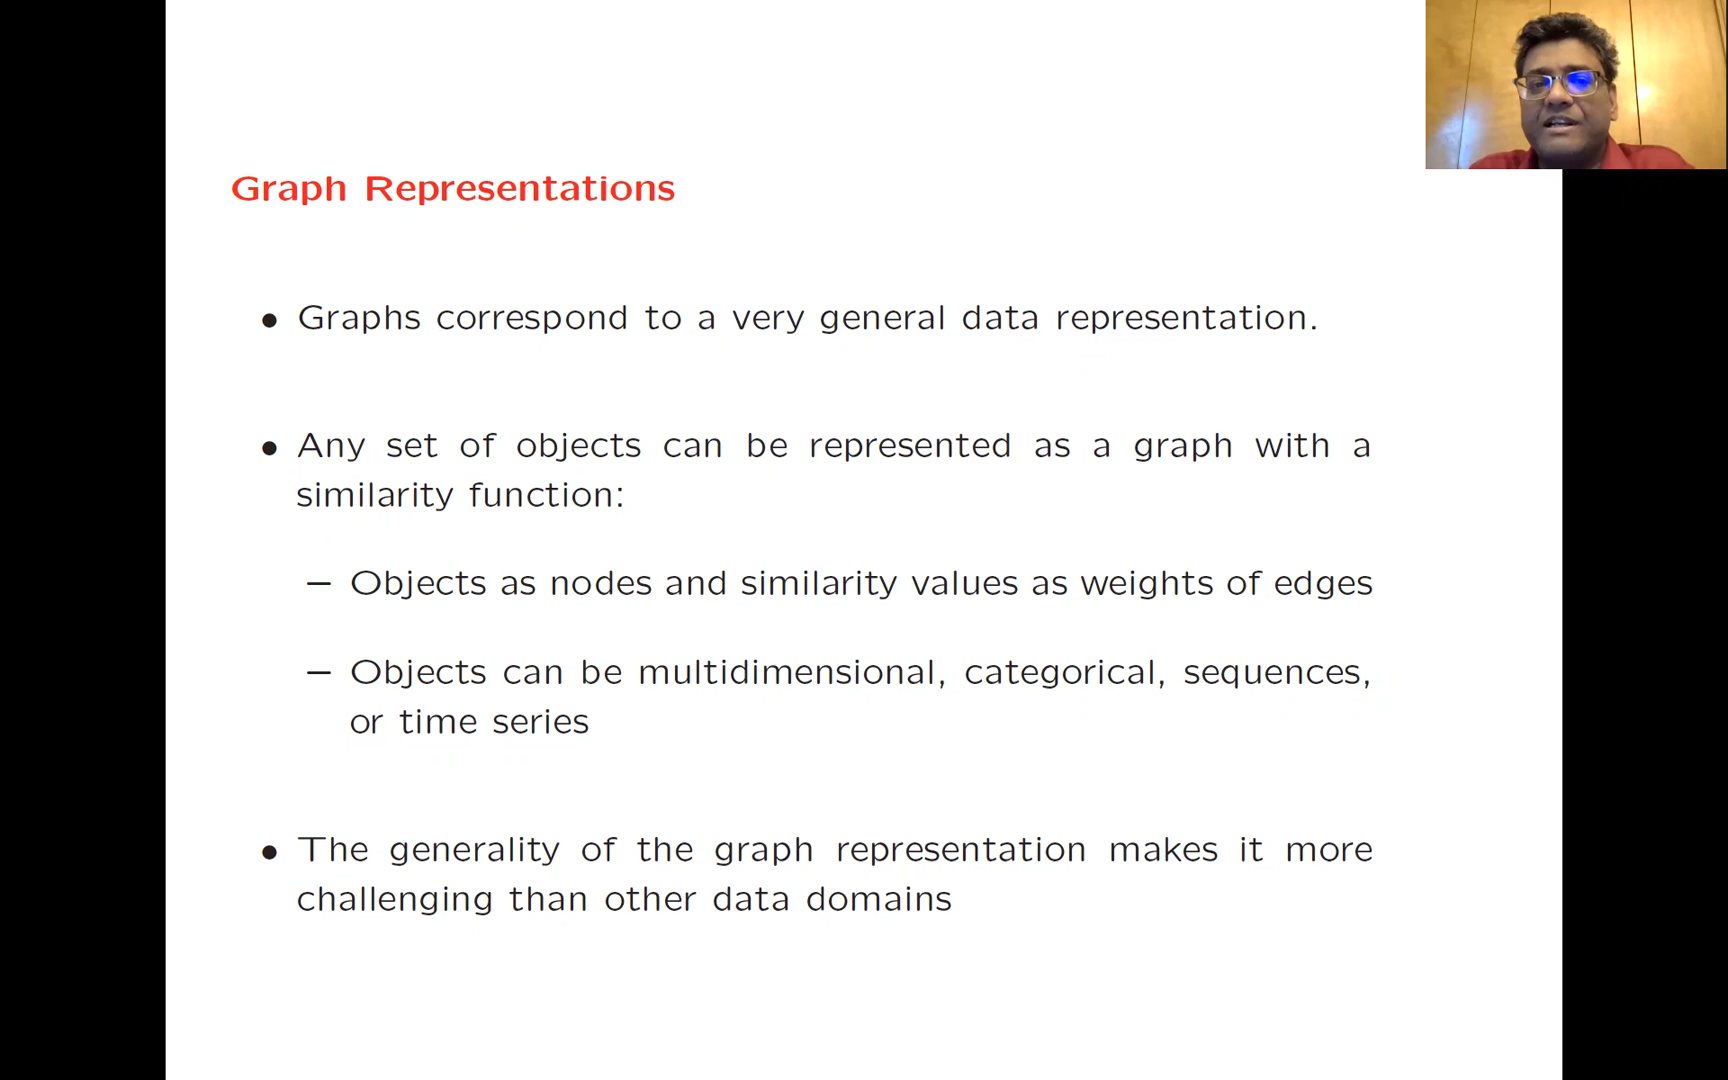 Graph Representations
• Graphs correspond to a very general data representation.
• Any set of objects can be represented as a graph with a
similarity function:
– Objects as nodes and similarity values as weights of edges
– Objects can be multidimensional, categorical, sequences,
or time series
• The generality of the graph representation makes it more
challenging than other data domains